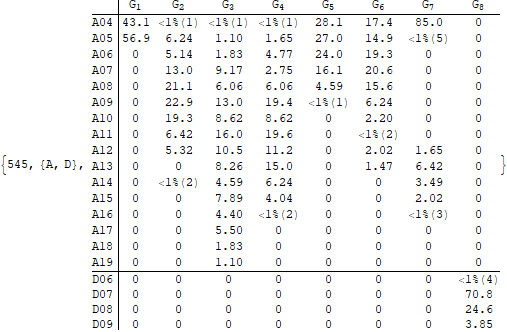 G1 G2 G3 G4 G5 G6 G7 G8
A04 43.1 <1%(1) <1%(1) <1%(1) 28.1 17.4 85.0 0
A05 56.9 6.24 1.10 1.65 27.0 14.9 <1%(5) 0
A06 0 5.14 1.83 4.77 24.0 19.3 0 0
A07 0 13.0 9.17 2.75 16.1 20.6 0 0
A08 0 21.1 6.06 6.06 4.59 15.6 0 0
A09 0 22.9 13.0 19.4 <1%(1) 6.24 0 0
A10 0 19.3 8.62 8.62 0 2.20 0 0
A11 0 6.42 16.0 19.6 0 <1%(2) 0 0
A12 0 5.32 10.5 11.2 0 2.02 1.65 0
{545, {A, D}, A13 0 0 8.26 15.0 0 1.47 6.42 0 }
A14 0 <1%(2) 4.59 6.24 0 0 3.49 0
A15 0 0 7.89 4.04 0 0 2.02 0
A16 0 0 4.40 <1%(2) 0 0 <1%(3) 0
A17 0 0 5.50 0 0 0 0 0
A18 0 0 1.83 0 0 0 0 0
A19 0 0 1.10 0 0 0 0 0
D06 0 0 0 0 0 0 0 <1%(4)
D07 0 0 0 0 0 0 0 70.8
D08 0 0 0 0 0 0 0 24.6
D09 0 0 0 0 0 0 0 3.85